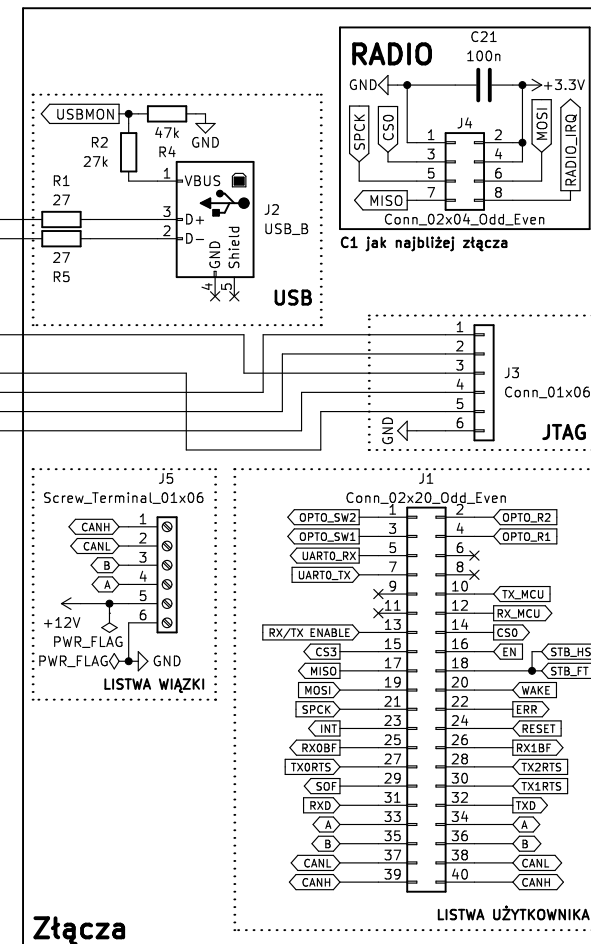 RADIO
C21
100n
GND
+3.3V
SPCK
CS0
J4
MOSI
RADIO_IRQ
1 2
3 4
5 6
7 8
MISO
Conn_02x04_Odd_Even
C1 jak najbliżej złącza
USBMON
47k
R4
GND
R2
27k
R1
27
27
R5
1 VBUS
3 D+
2 D−
GND
Shield
4 5
J2
USB_B
USB
1
2
3
4
5
6
GND
J3
Conn_01x06
JTAG
J5
Screw_Terminal_01x06
CANH 1
CANL 2
B 3
A 4
5
6
+12V
PWR_FLAG
PWR_FLAG GND
LISTWA WIĄZKI
J1
Conn_02x20_Odd_Even
OPTO_SW2 1 2 OPTO_R2
OPTO_SW1 3 4 OPTO_R1
UART0_RX 5 6
UART0_TX 7 8
9 10 TX_MCU
11 12 RX_MCU
RX/TX ENABLE 13 14 CS0
CS3 15 16 EN STB_HS
MISO 17 18 STB_FT
MOSI 19 20 WAKE
SPCK 21 22 ERR
INT 23 24 RESET
RX0BF 25 26 RX1BF
TX0RTS 27 28 TX2RTS
SOF 29 30 TX1RTS
RXD 31 32 TXD
A 33 34 A
B 35 36 B
CANL 37 38 CANL
CANH 39 40 CANH
LISTWA UŻYTKOWNIKA
Złącza